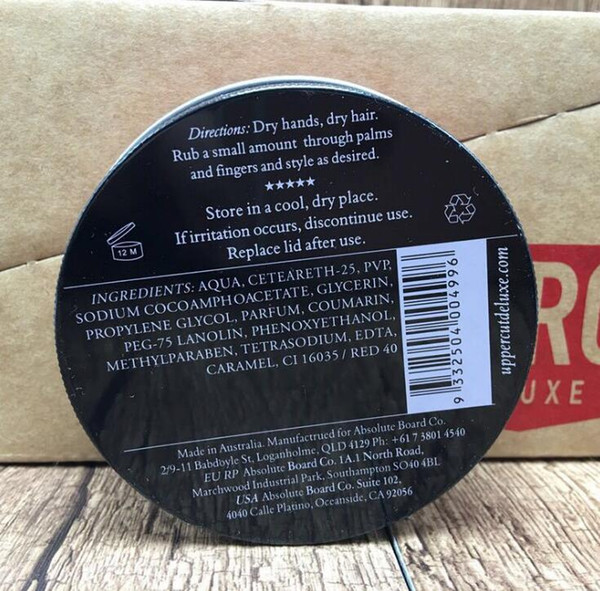 Directions: Dry hands, dry hair.
Rub a small amount through palms
and fingers and style as desired.
★★★★★
Store in a cool, dry place.
If irritation occurs, discontinue use.
Replace lid after use.
12 M
INGREDIENTS: AQUA, CETEARETH-25, PVP,
SODIUM COCOAMPHOACETATE, GLYCERIN,
PROPYLENE GLYCOL, PARFUM, COUMARIN,
PEG-75 LANOLIN, PHENOXYETHANOL,
METHYLPARABEN, TETRASODIUM, EDTA,
CARAMEL, CI 16035 / RED 40
9 332504 004996
uppercutdeluxe.com
Made in Australia. Manufactrued for Absolute Board Co.
2/9-11 Babdoyle St, Loganholme, QLD 4129 Ph: +61 7 3801 4540
EU RP Absolute Board Co. 1A.1 North Road,
Marchwood Industrial Park, Southampton SO40 4BL
USA Absolute Board Co. Suite 102,
4040 Calle Platino, Oceanside, CA 92056
UXE